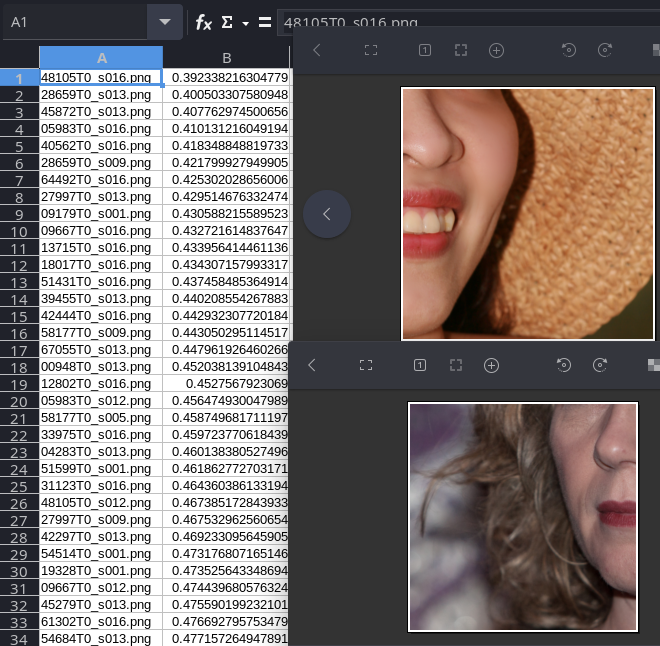 A1 fx Σ = 48105T0_s016.png
A B
1 48105T0_s016.png 0.392338216304779
2 28659T0_s013.png 0.400503307580948
3 45872T0_s013.png 0.407762974500656
4 05983T0_s016.png 0.410131216049194
5 40562T0_s016.png 0.418348848819733
6 28659T0_s009.png 0.421799927949905
7 64492T0_s016.png 0.425302028656006
8 27997T0_s013.png 0.429514676332474
9 09179T0_s001.png 0.430588215589523
10 09667T0_s016.png 0.432721614837647
11 13715T0_s016.png 0.433956414461136
12 18017T0_s016.png 0.434307157993317
13 51431T0_s016.png 0.437458485364914
14 39455T0_s013.png 0.440208554267883
15 42444T0_s016.png 0.442932307720184
16 58177T0_s009.png 0.443050295114517
17 67055T0_s013.png 0.447961926460266
18 00948T0_s013.png 0.452038139104843
19 12802T0_s016.png 0.4527567923069
20 05983T0_s012.png 0.456474930047989
21 58177T0_s005.png 0.458749681711197
22 33975T0_s016.png 0.459723770618439
23 04283T0_s013.png 0.460138380527496
24 51599T0_s001.png 0.461862772703171
25 31123T0_s016.png 0.464360386133194
26 48105T0_s012.png 0.467385172843933
27 27997T0_s009.png 0.467532962560654
28 42297T0_s013.png 0.469233095645905
29 54514T0_s001.png 0.473176807165146
30 19328T0_s001.png 0.473525643348694
31 09667T0_s012.png 0.474439680576324
32 45279T0_s013.png 0.475590199232101
33 61302T0_s016.png 0.476692795753479
34 54684T0_s013.png 0.477157264947891
1
1